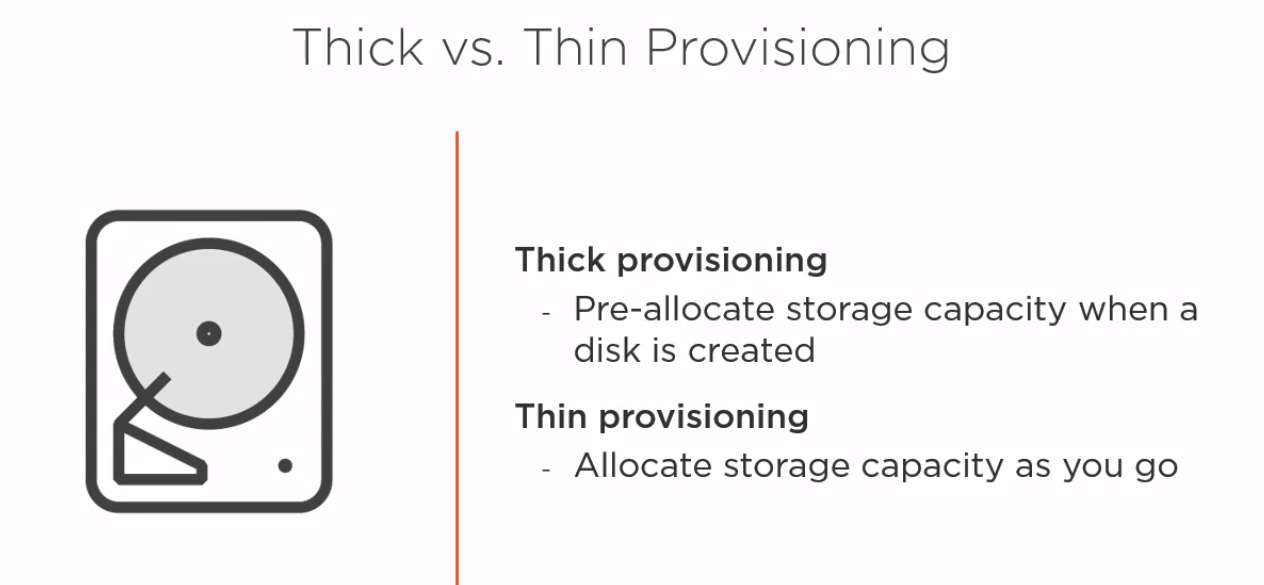 Thick vs. Thin Provisioning
Thick provisioning
- Pre-allocate storage capacity when a
disk is created
Thin provisioning
- Allocate storage capacity as you go